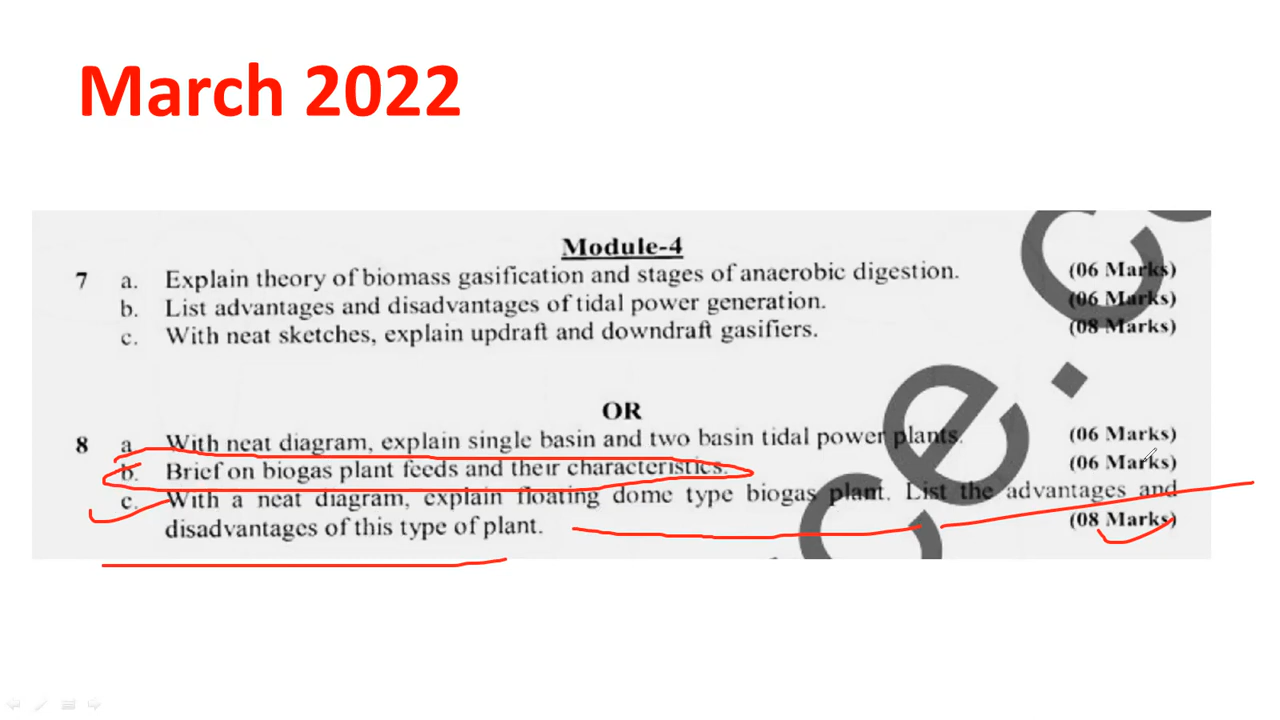 March 2022
Module-4
7 a. Explain theory of biomass gasification and stages of anaerobic digestion. (06 Marks)
b. List advantages and disadvantages of tidal power generation. (06 Marks)
c. With neat sketches, explain updraft and downdraft gasifiers. (08 Marks)
OR
8 a. With neat diagram, explain single basin and two basin tidal power plants. (06 Marks)
b. Brief on biogas plant feeds and their characteristics. (06 Marks)
c. With a neat diagram, explain floating dome type biogas plant. List the advantages and
disadvantages of this type of plant. (08 Marks)